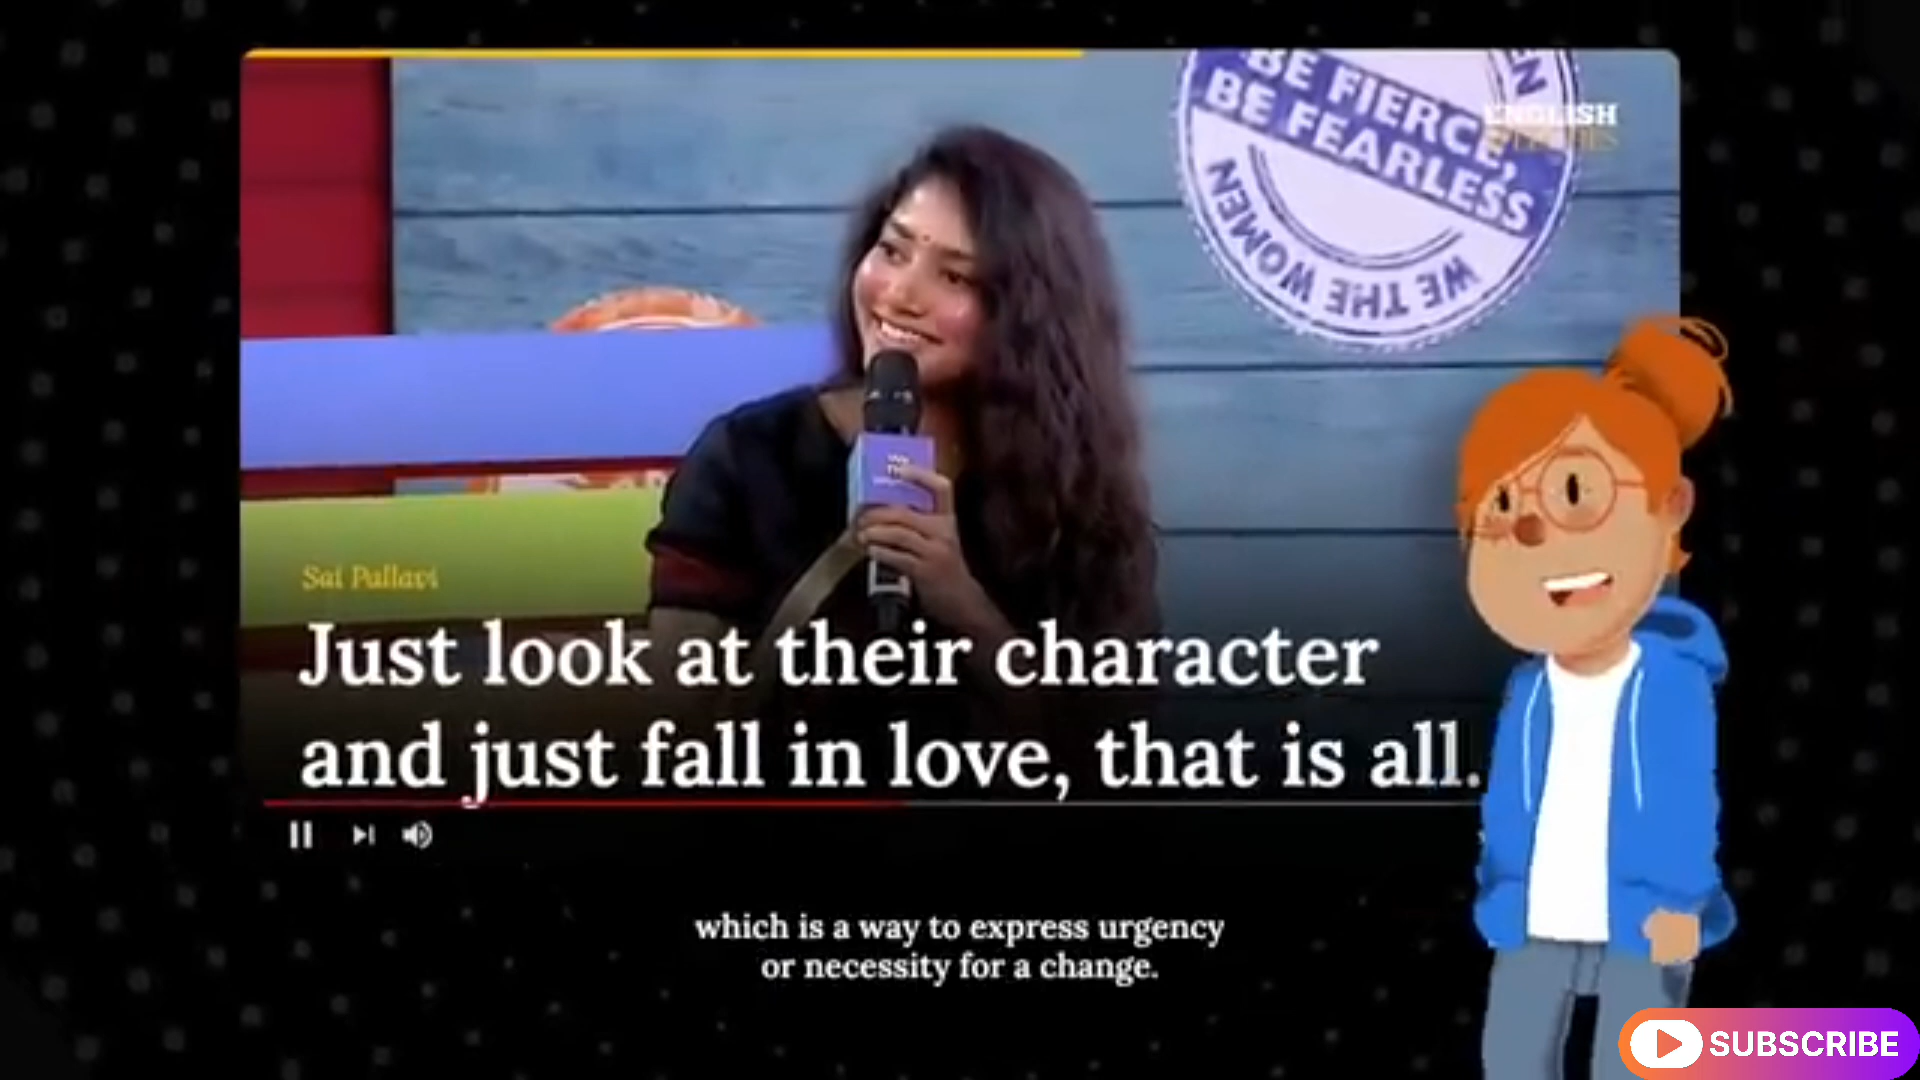 BE FIERCE,
BE FEARLESS
WE THE WOMEN
ENGLISH
Sai Pallavi
Just look at their character
and just fall in love, that is all.
which is a way to express urgency
or necessity for a change.
SUBSCRIBE